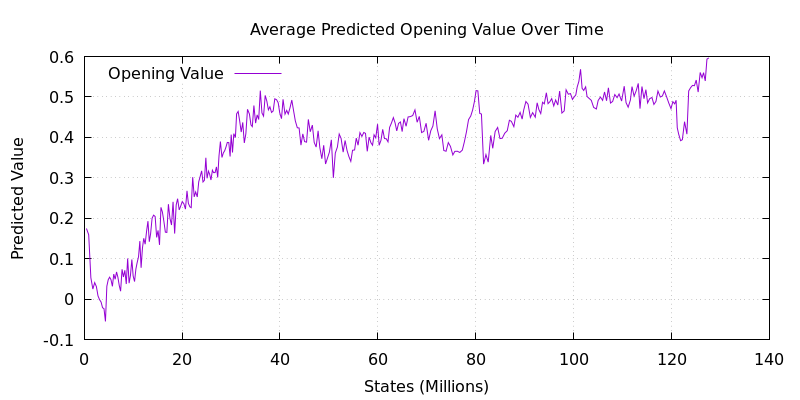 Average Predicted Opening Value Over Time
0.6
Opening Value
0.5
0.4
0.3
0.2
0.1
0
-0.1
Predicted Value
0 20 40 60 80 100 120 140
States (Millions)